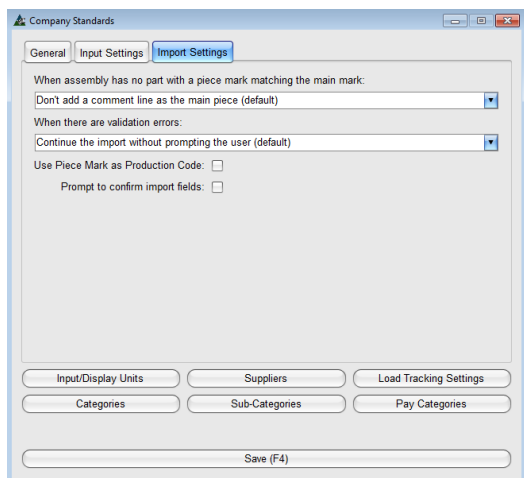 Company Standards
General Input Settings Import Settings
When assembly has no part with a piece mark matching the main mark:
Don't add a comment line as the main piece (default)
When there are validation errors:
Continue the import without prompting the user (default)
Use Piece Mark as Production Code:
Prompt to confirm import fields:
Input/Display Units Suppliers Load Tracking Settings
Categories Sub-Categories Pay Categories
Save (F4)